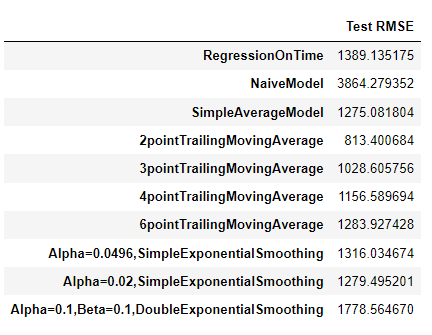 Test RMSE
RegressionOnTime 1389.135175
NaiveModel 3864.279352
SimpleAverageModel 1275.081804
2pointTrailingMovingAverage 813.400684
3pointTrailingMovingAverage 1028.605756
4pointTrailingMovingAverage 1156.589694
6pointTrailingMovingAverage 1283.927428
Alpha=0.0496,SimpleExponentialSmoothing 1316.034674
Alpha=0.02,SimpleExponentialSmoothing 1279.495201
Alpha=0.1,Beta=0.1,DoubleExponentialSmoothing 1778.564670